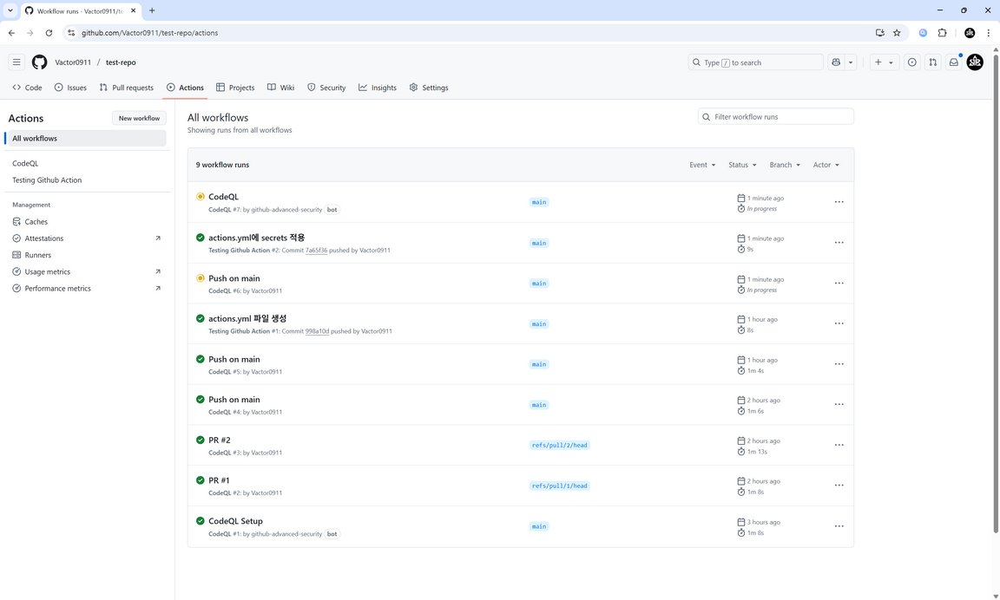 Workflow runs · Vactor0911/te
github.com/Vactor0911/test-repo/actions
Vactor0911 / test-repo
Type / to search
Code Issues Pull requests Actions Projects Wiki Security Insights Settings
Actions
New workflow
All workflows
CodeQL
Testing Github Action
Management
Caches
Attestations
Runners
Usage metrics
Performance metrics
All workflows
Showing runs from all workflows
Filter workflow runs
9 workflow runs
Event Status Branch Actor
CodeQL
CodeQL #7: by github-advanced-security bot
main
1 minute ago
In progress
actions.yml에 secrets 적용
Testing Github Action #2: Commit 7a65f36 pushed by Vactor0911
main
1 minute ago
9s
Push on main
CodeQL #6: by Vactor0911
main
1 minute ago
In progress
actions.yml 파일 생성
Testing Github Action #1: Commit 998a10d pushed by Vactor0911
main
1 hour ago
8s
Push on main
CodeQL #5: by Vactor0911
main
1 hour ago
1m 4s
Push on main
CodeQL #4: by Vactor0911
main
2 hours ago
1m 6s
PR #2
CodeQL #3: by Vactor0911
refs/pull/2/head
2 hours ago
1m 13s
PR #1
CodeQL #2: by Vactor0911
refs/pull/1/head
2 hours ago
1m 8s
CodeQL Setup
CodeQL #1: by github-advanced-security bot
main
3 hours ago
1m 8s